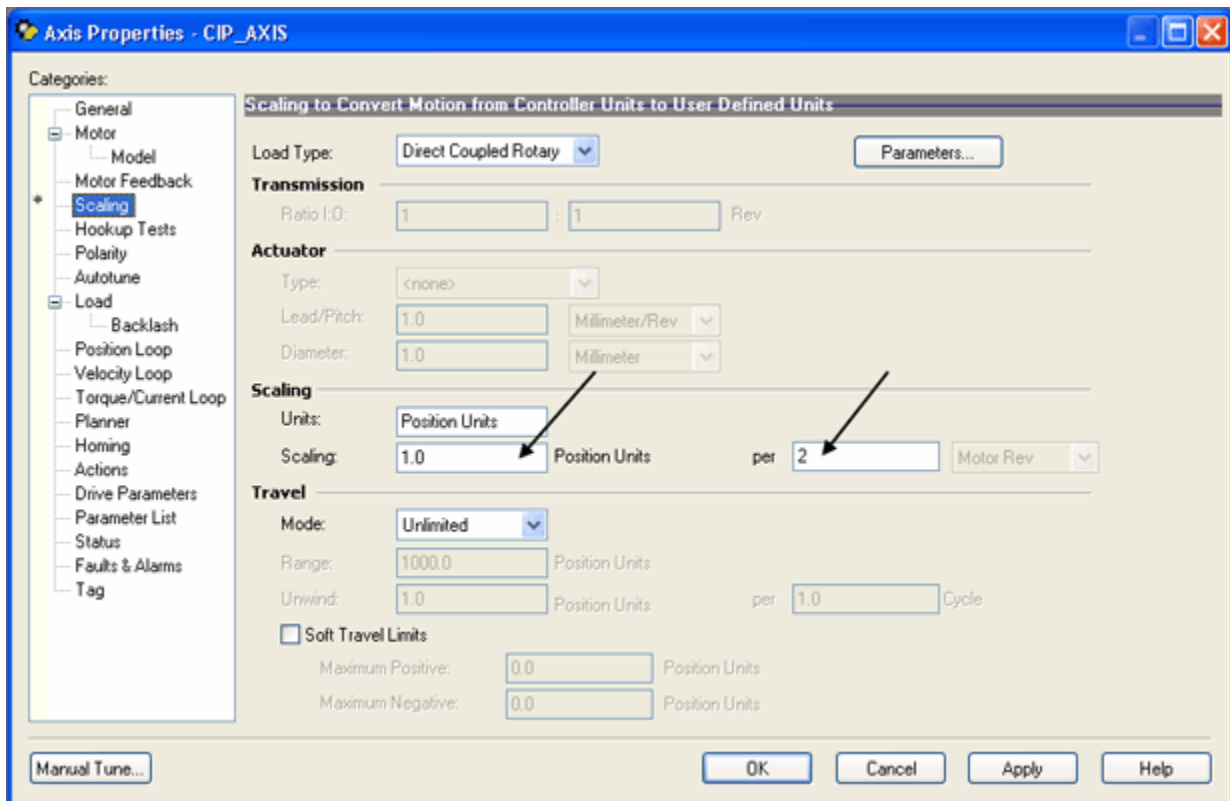 Axis Properties - CIP_AXIS
Categories:
General
Motor
Model
Motor Feedback
* Scaling
Hookup Tests
Polarity
Autotune
Load
Backlash
Position Loop
Velocity Loop
Torque/Current Loop
Planner
Homing
Actions
Drive Parameters
Parameter List
Status
Faults & Alarms
Tag
Scaling to Convert Motion from Controller Units to User Defined Units
Load Type: Direct Coupled Rotary Parameters...
Transmission
Ratio I:O: 1 : 1 Rev
Actuator
Type: <none>
Lead/Pitch: 1.0 Millimeter/Rev
Diameter: 1.0 Millimeter
Scaling
Units: Position Units
Scaling: 1.0 Position Units per 2 Motor Rev
Travel
Mode: Unlimited
Range: 1000.0 Position Units
Unwind: 1.0 Position Units per 1.0 Cycle
Soft Travel Limits
Maximum Positive: 0.0 Position Units
Maximum Negative: 0.0 Position Units
Manual Tune... OK Cancel Apply Help